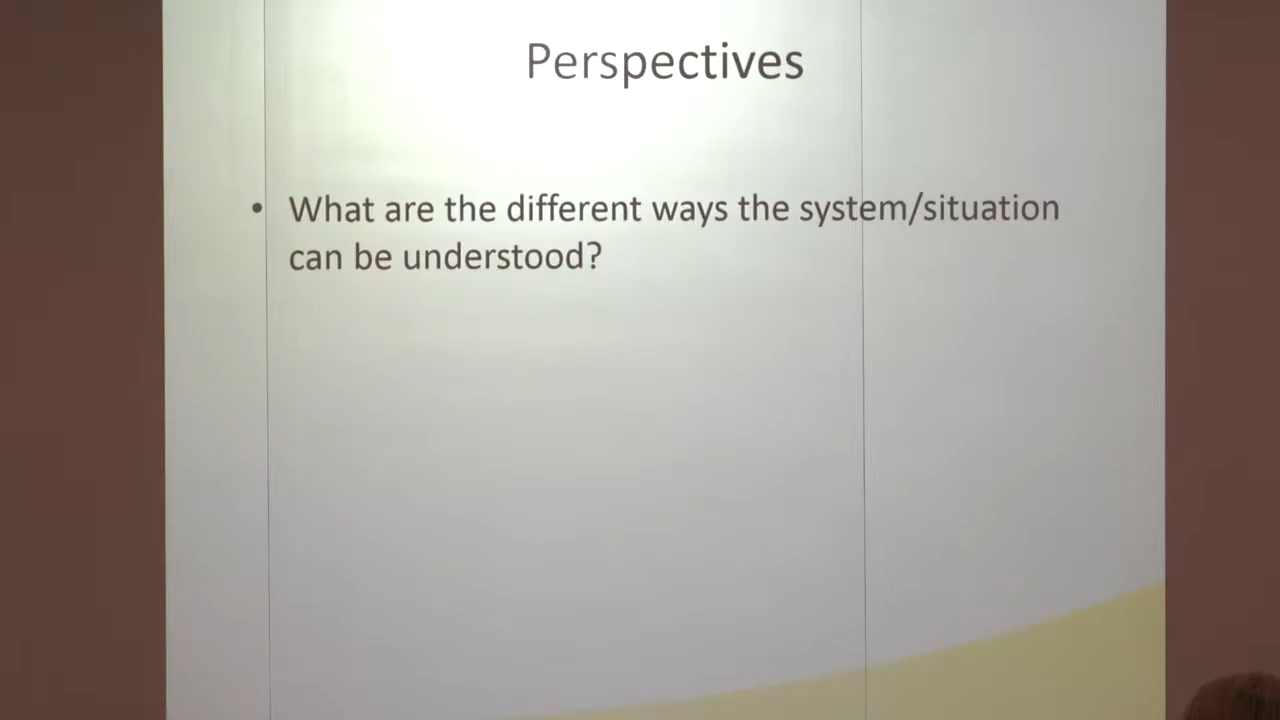 Perspectives
• What are the different ways the system/situation
can be understood?